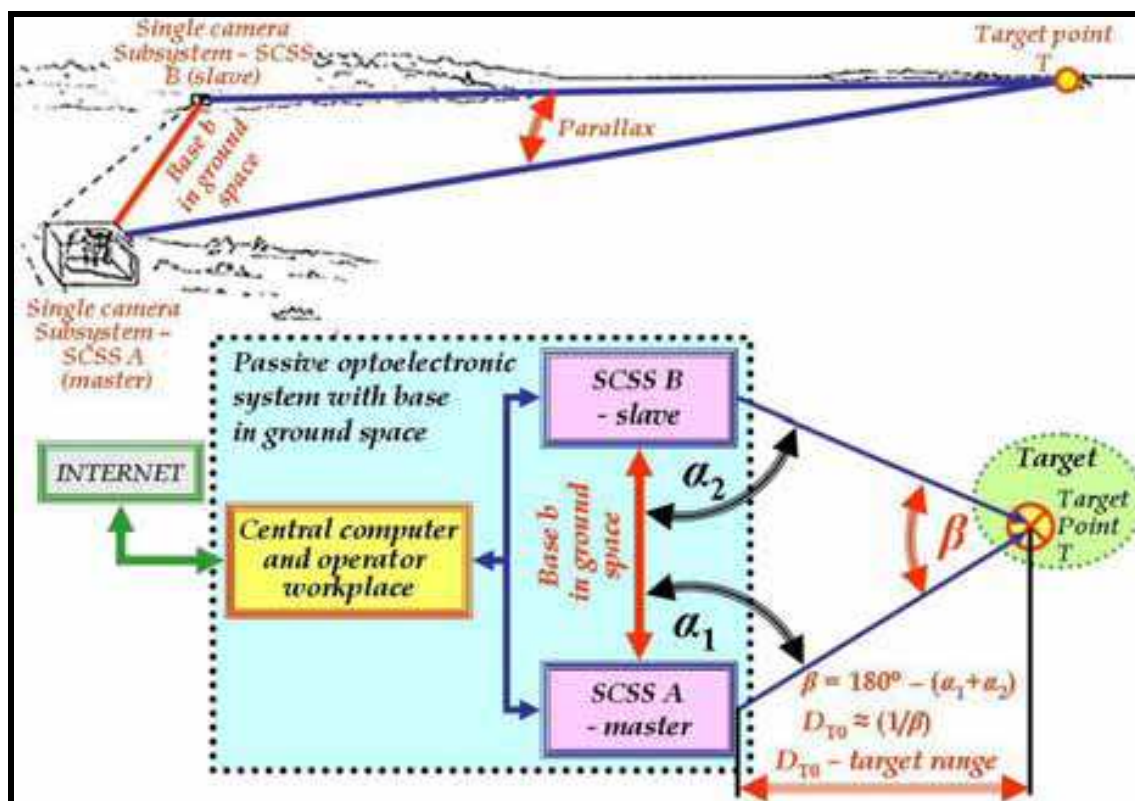 Single camera
Subsystem – SCSS
B (slave)
Target point
T
Parallax
Base b
in ground
space
Single camera
Subsystem –
SCSS A
(master)
Passive optoelectronic
system with base
in ground space
SCSS B
- slave
INTERNET
Central computer
and operator
workplace
Base b
in ground
space
α₂
α₁
β
Target
Target
Point
T
SCSS A
- master
β = 180° – (α₁+α₂)
D_T0 ≈ (1/β)
D_T0 – target range